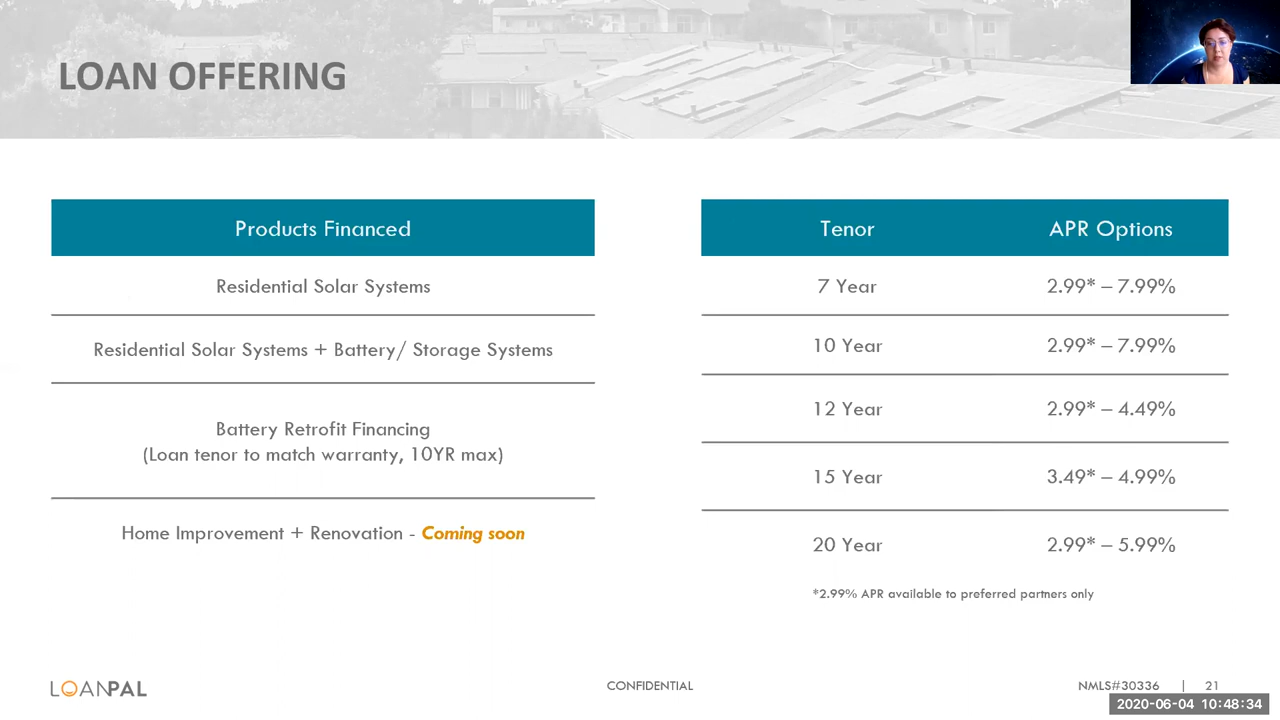 LOAN OFFERING
Products Financed
Residential Solar Systems
Residential Solar Systems + Battery/ Storage Systems
Battery Retrofit Financing
(Loan tenor to match warranty, 10YR max)
Home Improvement + Renovation - Coming soon
Tenor APR Options
7 Year 2.99* – 7.99%
10 Year 2.99* – 7.99%
12 Year 2.99* – 4.49%
15 Year 3.49* – 4.99%
20 Year 2.99* – 5.99%
*2.99% APR available to preferred partners only
LOANPAL
CONFIDENTIAL
NMLS#30336 | 21
2020-06-04 10:48:34